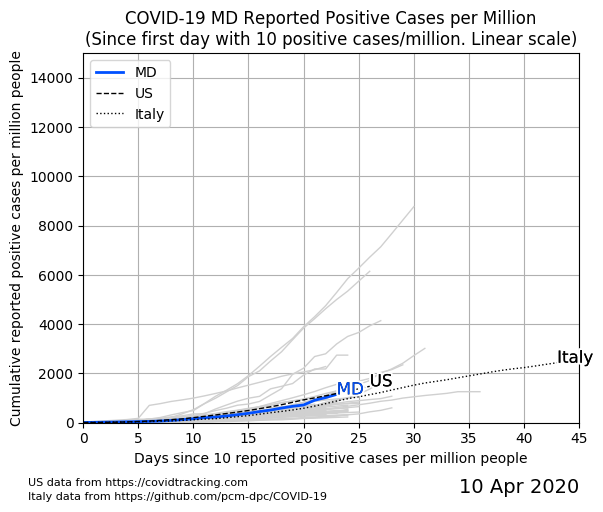 COVID-19 MD Reported Positive Cases per Million
(Since first day with 10 positive cases/million. Linear scale)
Cumulative reported positive cases per million people
14000
12000
10000
8000
6000
4000
2000
0
MD
US
Italy
MD
US
Italy
0 5 10 15 20 25 30 35 40 45
Days since 10 reported positive cases per million people
US data from https://covidtracking.com
Italy data from https://github.com/pcm-dpc/COVID-19
10 Apr 2020